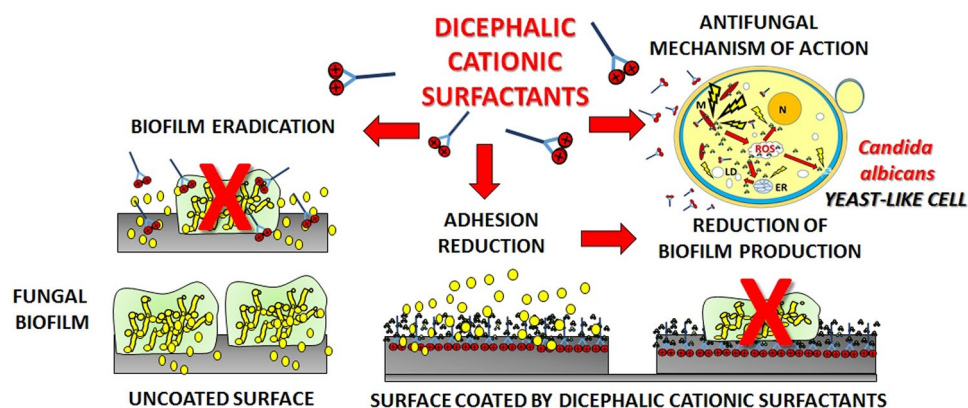 DICEPHALIC
CATIONIC
SURFACTANTS
ANTIFUNGAL
MECHANISM OF ACTION
M
N
ROS
LD
ER
Candida
albicans
YEAST-LIKE CELL
BIOFILM ERADICATION
ADHESION
REDUCTION
REDUCTION OF
BIOFILM PRODUCTION
X
FUNGAL
BIOFILM
X
UNCOATED SURFACE
SURFACE COATED BY DICEPHALIC CATIONIC SURFACTANTS